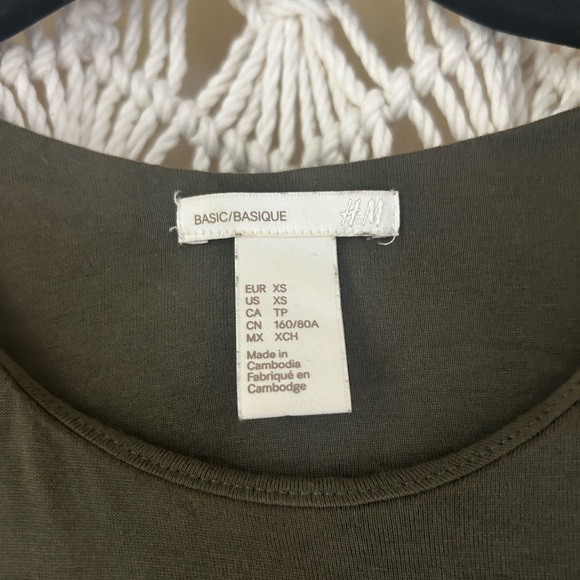 BASIC/BASIQUE H&M
EUR XS
US XS
CA TP
CN 160/80A
MX XCH
Made in
Cambodia
Fabriqué en
Cambodge